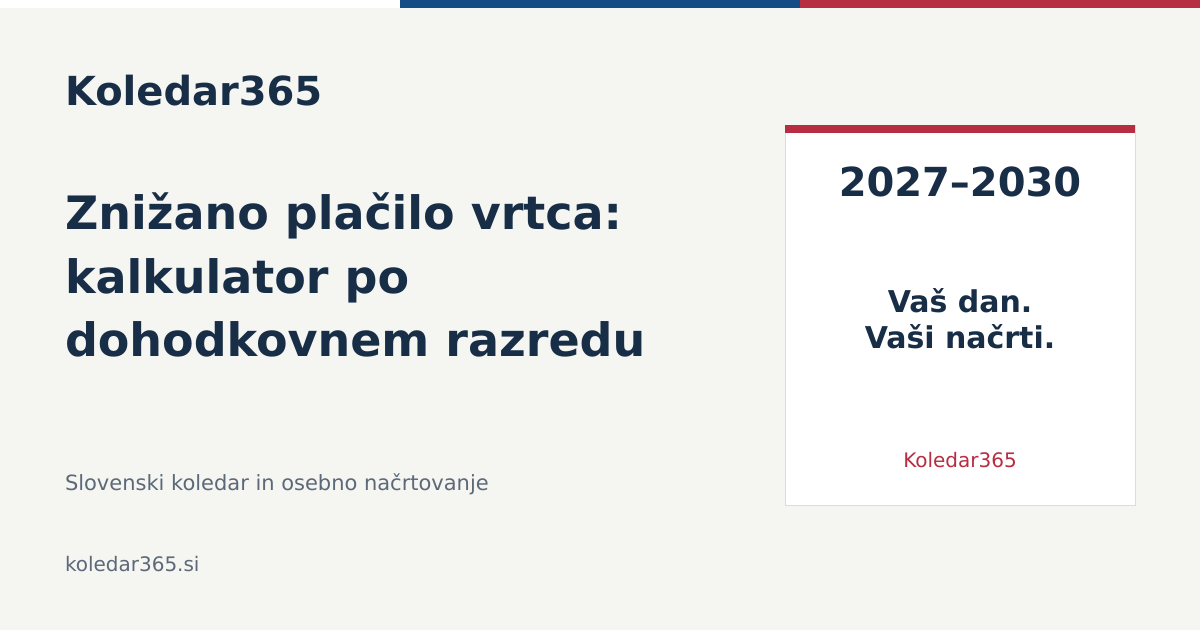 Koledar365
Znižano plačilo vrtca:
kalkulator po
dohodkovnem razredu
Slovenski koledar in osebno načrtovanje
koledar365.si
2027–2030
Vaš dan.
Vaši načrti.
Koledar365